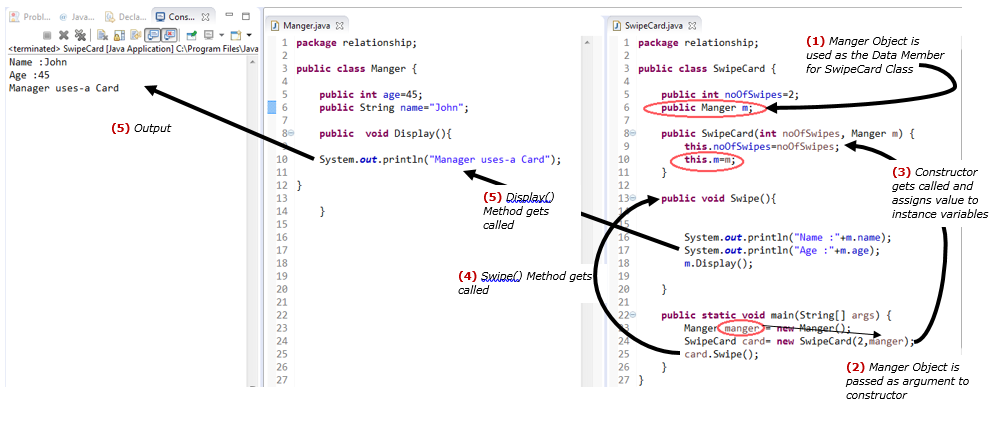 Probl...
Java...
Decla...
Cons...
<terminated> SwipeCard [Java Application] C:\Program Files\Java
Name :John
Age :45
Manager uses-a Card
(5) Output
Manger.java
1 package relationship;
2
3 public class Manger {
4
5 public int age=45;
6 public String name="John";
7
8 public void Display(){
9
10 System.out.println("Manager uses-a Card");
11
12 }
13
14 }
15
16
17
18
19
20
21
22
23
24
25
26
27
(5) Display()
Method gets
called
(4) Swipe() Method gets
called
SwipeCard.java
1 package relationship;
2
3 public class SwipeCard {
4
5 public int noOfSwipes=2;
6 public Manger m;
7
8 public SwipeCard(int noOfSwipes, Manger m) {
9 this.noOfSwipes=noOfSwipes;
10 this.m=m;
11 }
12
13 public void Swipe(){
14
15
16 System.out.println("Name :"+m.name);
17 System.out.println("Age :"+m.age);
18 m.Display();
19
20 }
21
22 public static void main(String[] args) {
23 Manger manger = new Manger();
24 SwipeCard card= new SwipeCard(2,manger);
25 card.Swipe();
26 }
27 }
(1) Manger Object is
used as the Data Member
for SwipeCard Class
(3) Constructor
gets called and
assigns value to
instance variables
(2) Manger Object is
passed as argument to
constructor